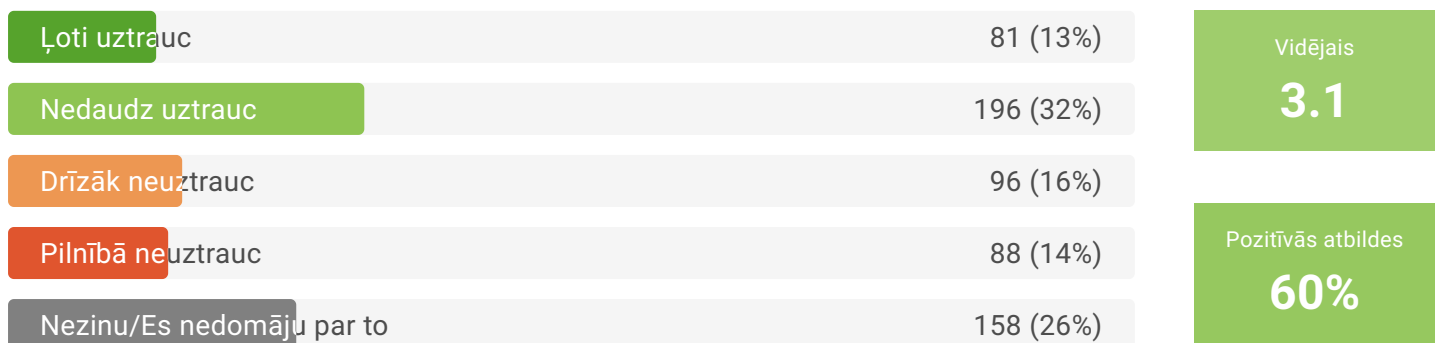 Ļoti uztrauc 81 (13%)
Nedaudz uztrauc 196 (32%)
Drīzāk neuztrauc 96 (16%)
Pilnībā neuztrauc 88 (14%)
Nezinu/Es nedomāju par to 158 (26%)
Vidējais
3.1
Pozitīvās atbildes
60%